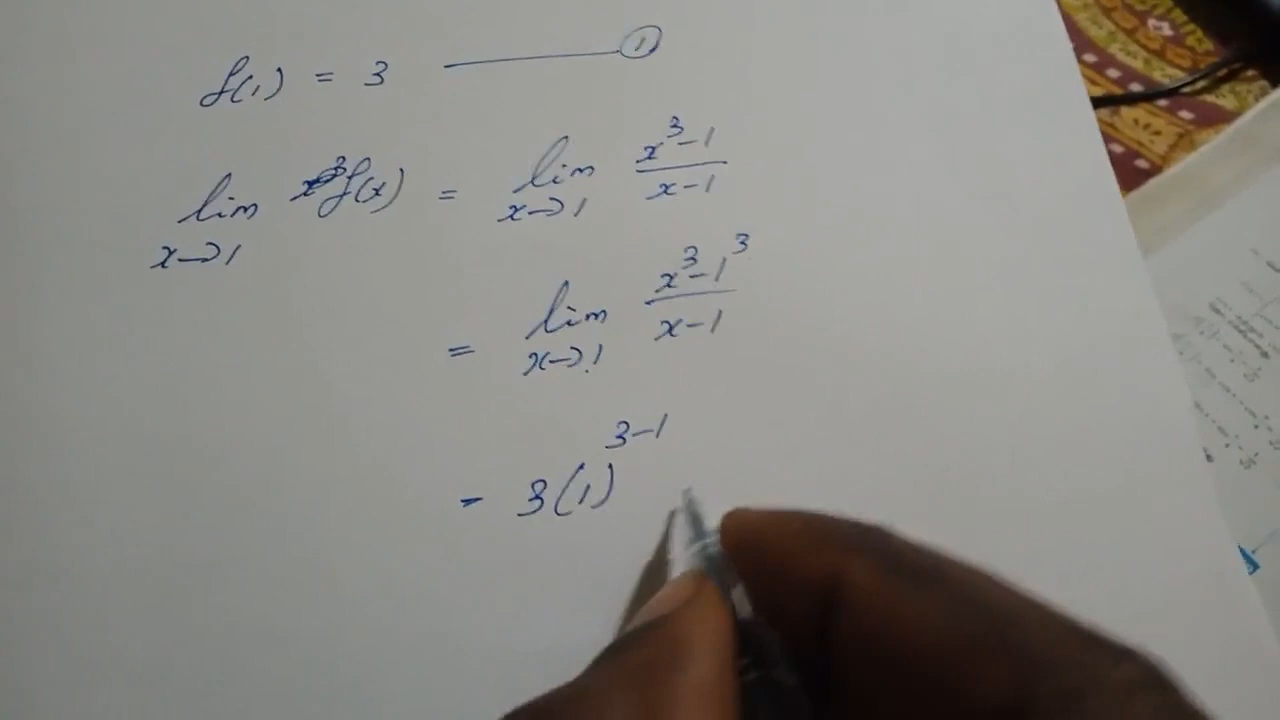 f(1) = 3 ——— ①
lim x→1 f(x) = lim x→1 x³-1 / x-1
= lim x→1 x³-1³ / x-1
= 3(1)³⁻¹